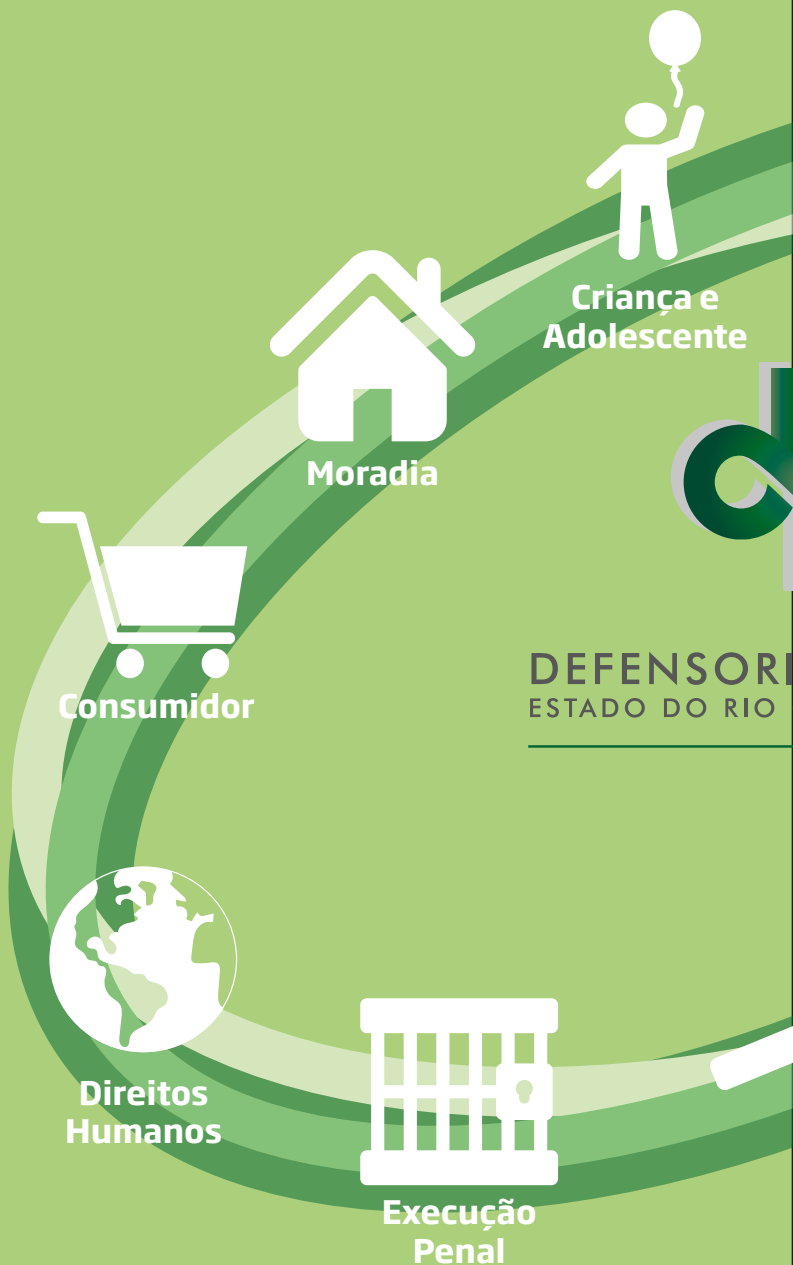 Criança e
Adolescente
Moradia
Consumidor
DEFENSORI
ESTADO DO RIO
Direitos
Humanos
Execução
Penal